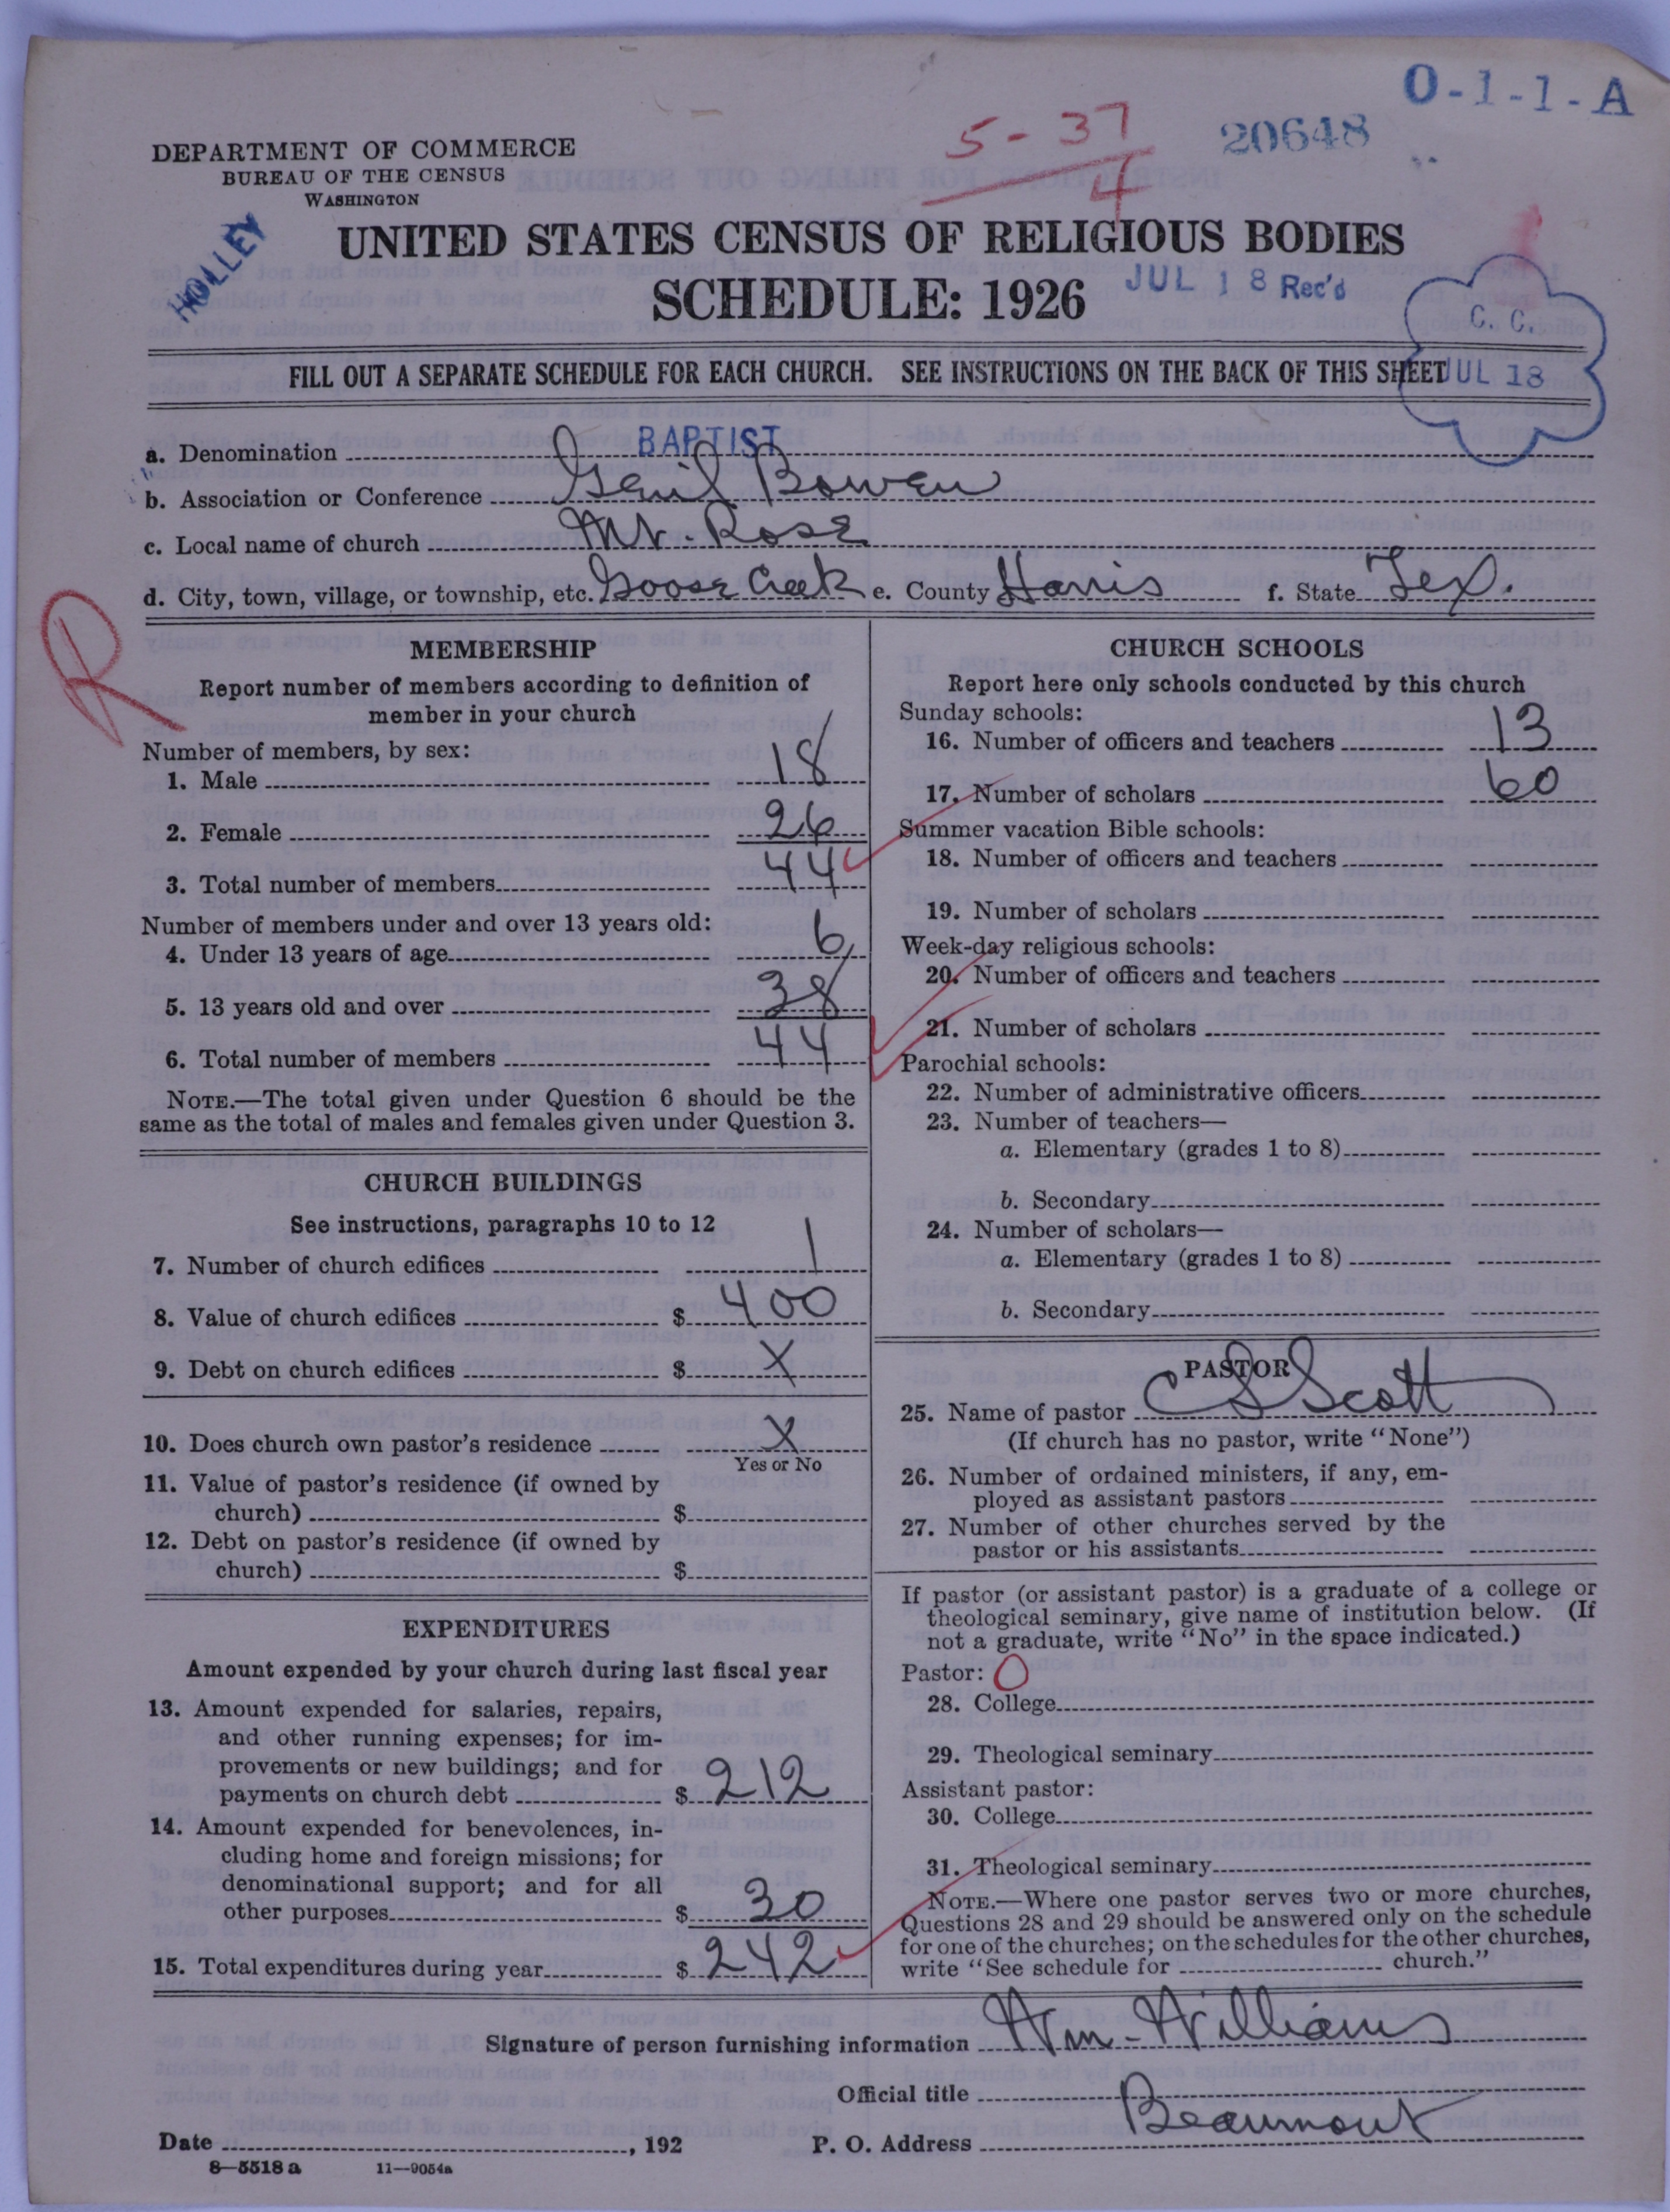 O-1-1-A
5-37
4
20648
DEPARTMENT OF COMMERCE
BUREAU OF THE CENSUS
WASHINGTON
HOLLEY
UNITED STATES CENSUS OF RELIGIOUS BODIES
SCHEDULE: 1926
JUL 18 Rec'd
C. C.
JUL 18
FILL OUT A SEPARATE SCHEDULE FOR EACH CHURCH. SEE INSTRUCTIONS ON THE BACK OF THIS SHEET
a. Denomination BAPTIST
b. Association or Conference Bowen
c. Local name of church Mt. Rose
d. City, town, village, or township, etc. Goose Creek e. County Harris f. State Tex.
R
MEMBERSHIP
Report number of members according to definition of
member in your church
Number of members, by sex:
1. Male 18
2. Female 26
3. Total number of members 44
Number of members under and over 13 years old:
4. Under 13 years of age 6
5. 13 years old and over 38
6. Total number of members 44
NOTE.—The total given under Question 6 should be the
same as the total of males and females given under Question 3.
CHURCH BUILDINGS
See instructions, paragraphs 10 to 12
7. Number of church edifices 1
8. Value of church edifices $ 400
9. Debt on church edifices $ X
10. Does church own pastor's residence X
Yes or No
11. Value of pastor's residence (if owned by
church) $
12. Debt on pastor's residence (if owned by
church) $
EXPENDITURES
Amount expended by your church during last fiscal year
13. Amount expended for salaries, repairs,
and other running expenses; for im-
provements or new buildings; and for
payments on church debt $ 212
14. Amount expended for benevolences, in-
cluding home and foreign missions; for
denominational support; and for all
other purposes $ 30
15. Total expenditures during year $ 242
CHURCH SCHOOLS
Report here only schools conducted by this church
Sunday schools:
16. Number of officers and teachers 13
17. Number of scholars 60
Summer vacation Bible schools:
18. Number of officers and teachers
19. Number of scholars
Week-day religious schools:
20. Number of officers and teachers
21. Number of scholars
Parochial schools:
22. Number of administrative officers
23. Number of teachers—
a. Elementary (grades 1 to 8)
b. Secondary
24. Number of scholars—
a. Elementary (grades 1 to 8)
b. Secondary
PASTOR
25. Name of pastor C S Scott
(If church has no pastor, write "None")
26. Number of ordained ministers, if any, em-
ployed as assistant pastors
27. Number of other churches served by the
pastor or his assistants
If pastor (or assistant pastor) is a graduate of a college or
theological seminary, give name of institution below. (If
not a graduate, write "No" in the space indicated.)
Pastor: O
28. College
29. Theological seminary
Assistant pastor:
30. College
31. Theological seminary
NOTE.—Where one pastor serves two or more churches,
Questions 28 and 29 should be answered only on the schedule
for one of the churches; on the schedules for the other churches,
write "See schedule for church."
Signature of person furnishing information Wm. Williams
Official title
Date , 192 P. O. Address Beaumont
8—5518 a 11—9054a